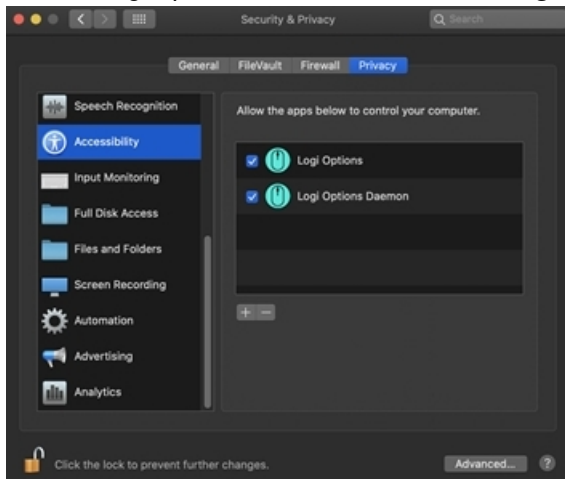 Security & Privacy
Search
General
FileVault
Firewall
Privacy
Speech Recognition
Accessibility
Input Monitoring
Full Disk Access
Files and Folders
Screen Recording
Automation
Advertising
Analytics
Allow the apps below to control your computer.
Logi Options
Logi Options Daemon
+ −
Click the lock to prevent further changes.
Advanced...
?